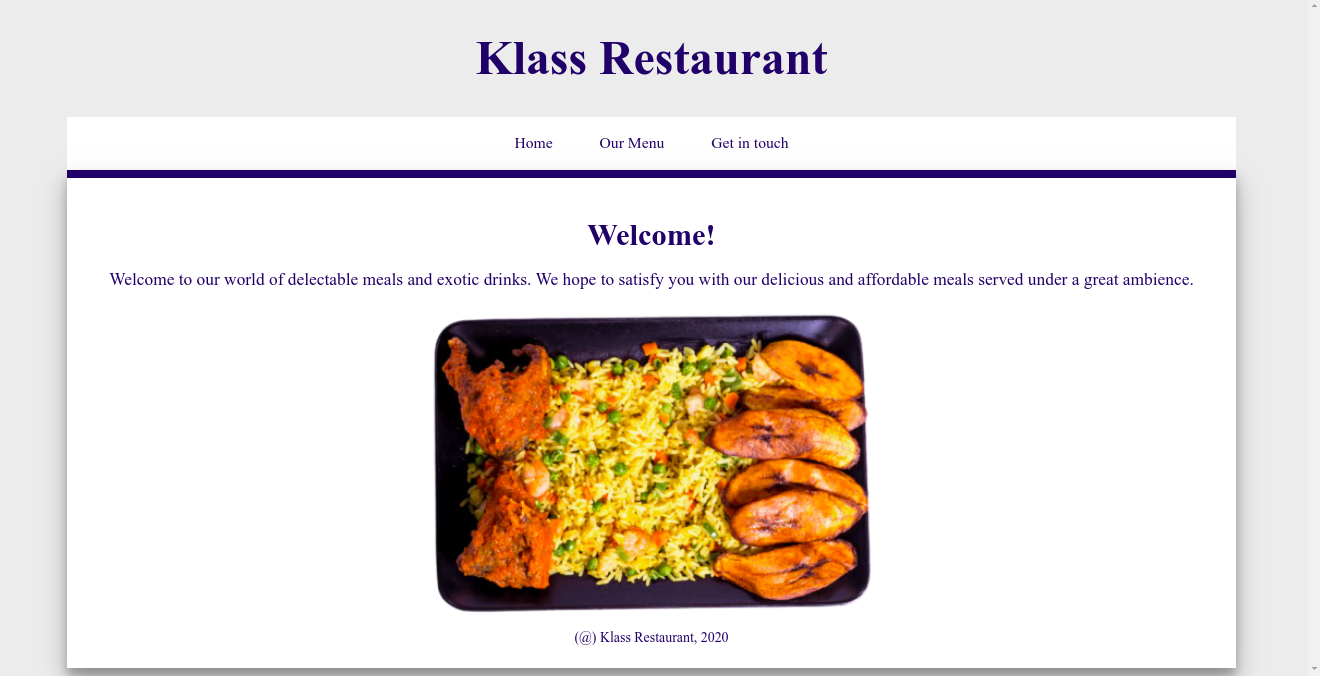 Klass Restaurant
Home Our Menu Get in touch
Welcome!
Welcome to our world of delectable meals and exotic drinks. We hope to satisfy you with our delicious and affordable meals served under a great ambience.
(@) Klass Restaurant, 2020